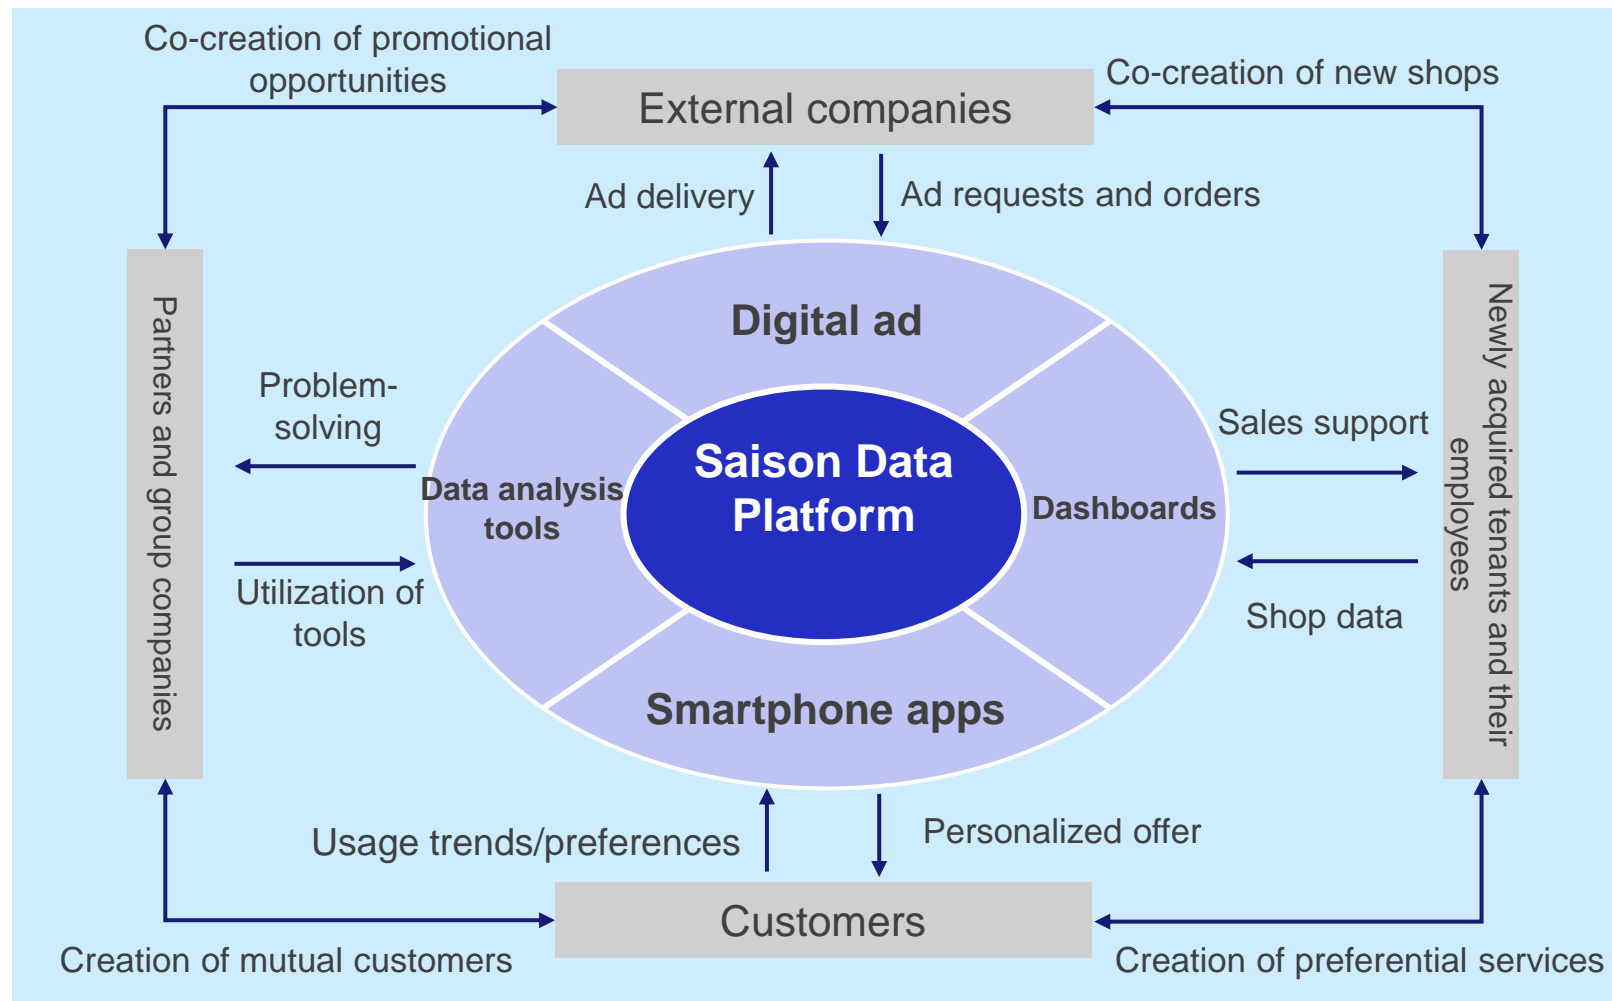 Co-creation of promotional
opportunities
Co-creation of new shops
External companies
Ad delivery
Ad requests and orders
Digital ad
Partners and group companies
Problem-
solving
Data analysis
tools
Utilization of
tools
Saison Data
Platform
Dashboards
Sales support
Shop data
Newly acquired tenants and their
employees
Smartphone apps
Usage trends/preferences
Personalized offer
Customers
Creation of mutual customers
Creation of preferential services